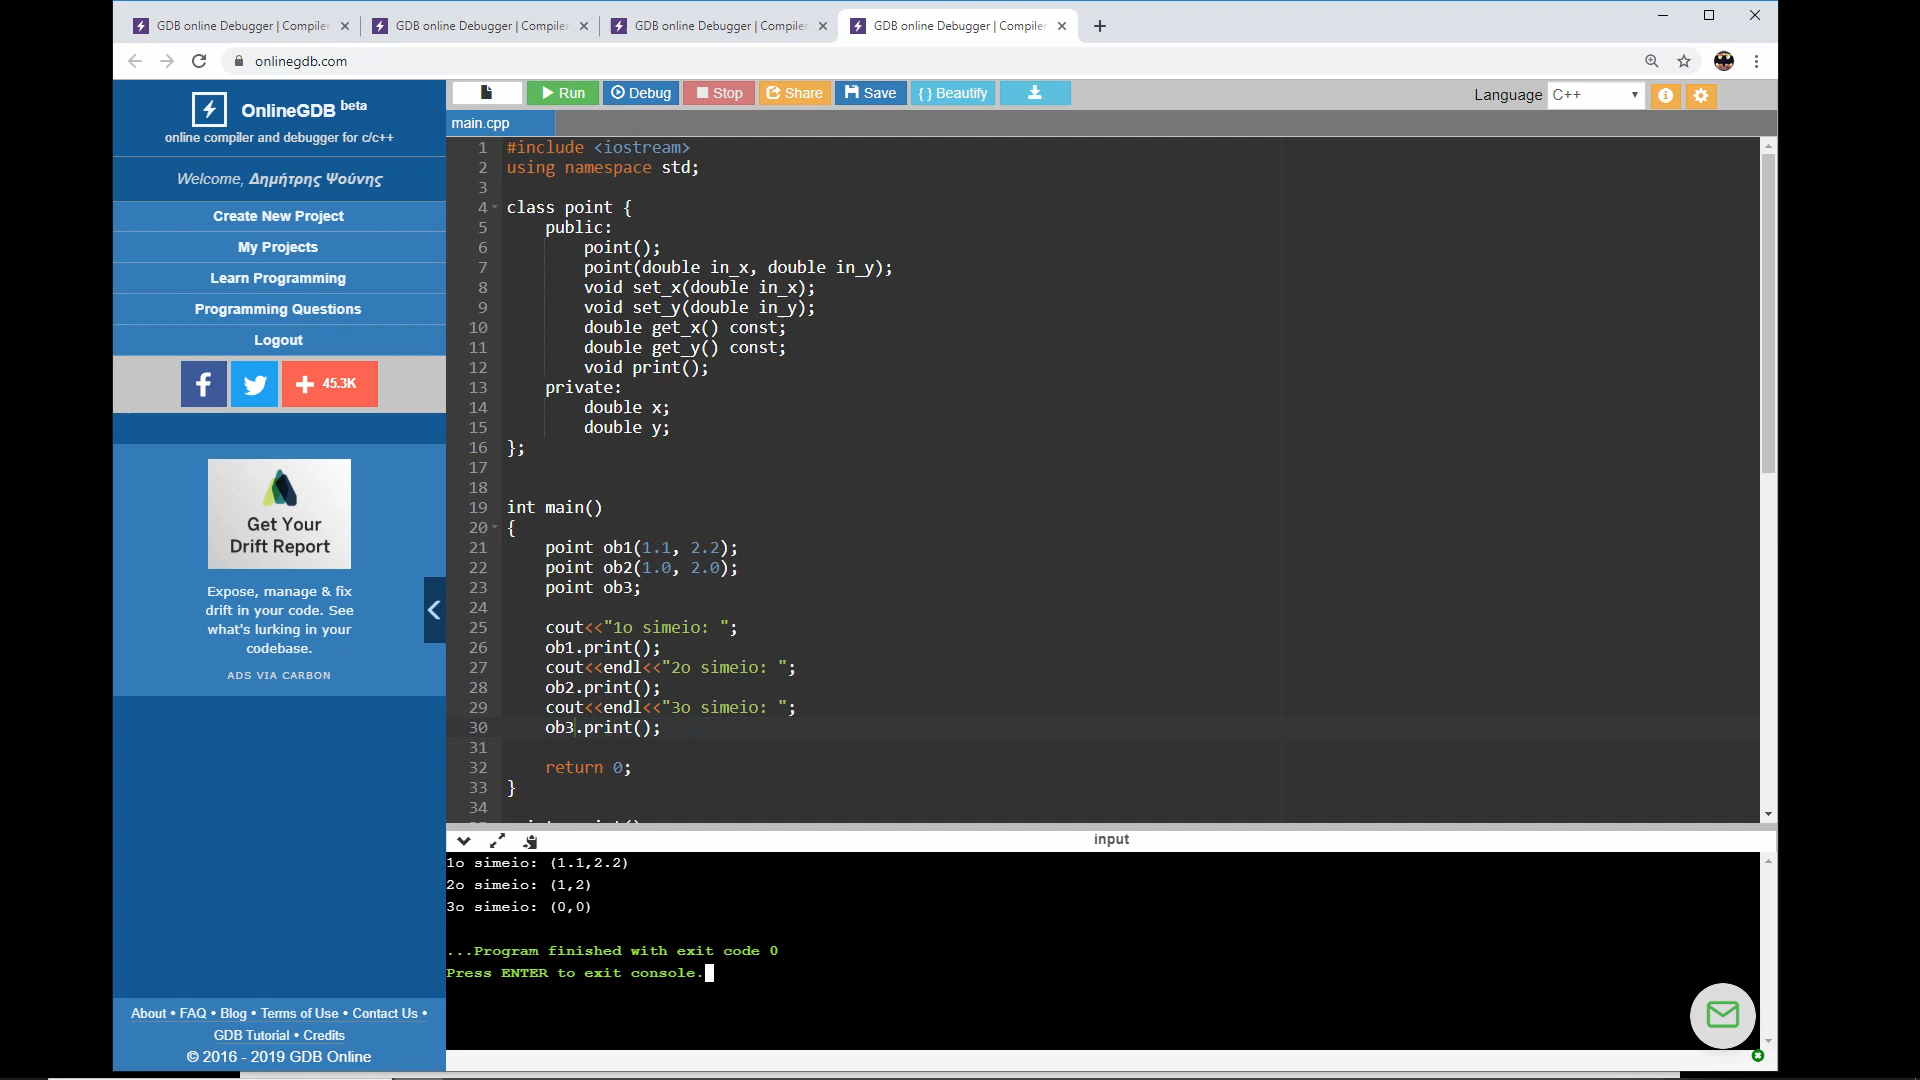 GDB online Debugger | Compiler
GDB online Debugger | Compiler
GDB online Debugger | Compiler
GDB online Debugger | Compiler
onlinegdb.com
OnlineGDB beta
online compiler and debugger for c/c++
Welcome, Δημήτρης Ψούνης
Create New Project
My Projects
Learn Programming
Programming Questions
Logout
45.3K
Get Your
Drift Report
Expose, manage & fix
drift in your code. See
what's lurking in your
codebase.
ADS VIA CARBON
About • FAQ • Blog • Terms of Use • Contact Us •
GDB Tutorial • Credits
© 2016 - 2019 GDB Online
Run Debug Stop Share Save { } Beautify
Language C++
main.cpp
1 #include <iostream>
2 using namespace std;
3
4 class point {
5 public:
6 point();
7 point(double in_x, double in_y);
8 void set_x(double in_x);
9 void set_y(double in_y);
10 double get_x() const;
11 double get_y() const;
12 void print();
13 private:
14 double x;
15 double y;
16 };
17
18
19 int main()
20 {
21 point ob1(1.1, 2.2);
22 point ob2(1.0, 2.0);
23 point ob3;
24
25 cout<<"1o simeio: ";
26 ob1.print();
27 cout<<endl<<"2o simeio: ";
28 ob2.print();
29 cout<<endl<<"3o simeio: ";
30 ob3.print();
31
32 return 0;
33 }
34
input
1o simeio: (1.1,2.2)
2o simeio: (1,2)
3o simeio: (0,0)
...Program finished with exit code 0
Press ENTER to exit console.